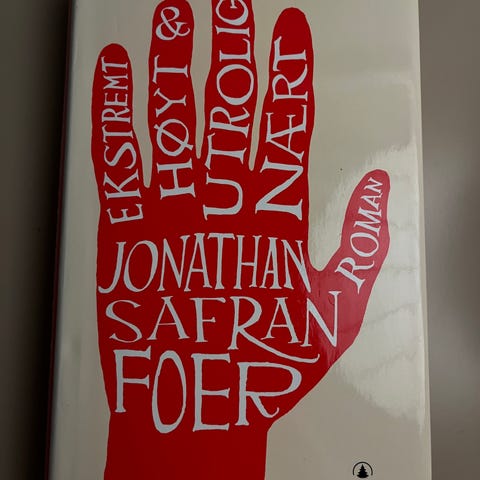 EKSTREMT
HØYT &
UTROLIG
NÆRT
ROMAN
JONATHAN
SAFRAN
FOER